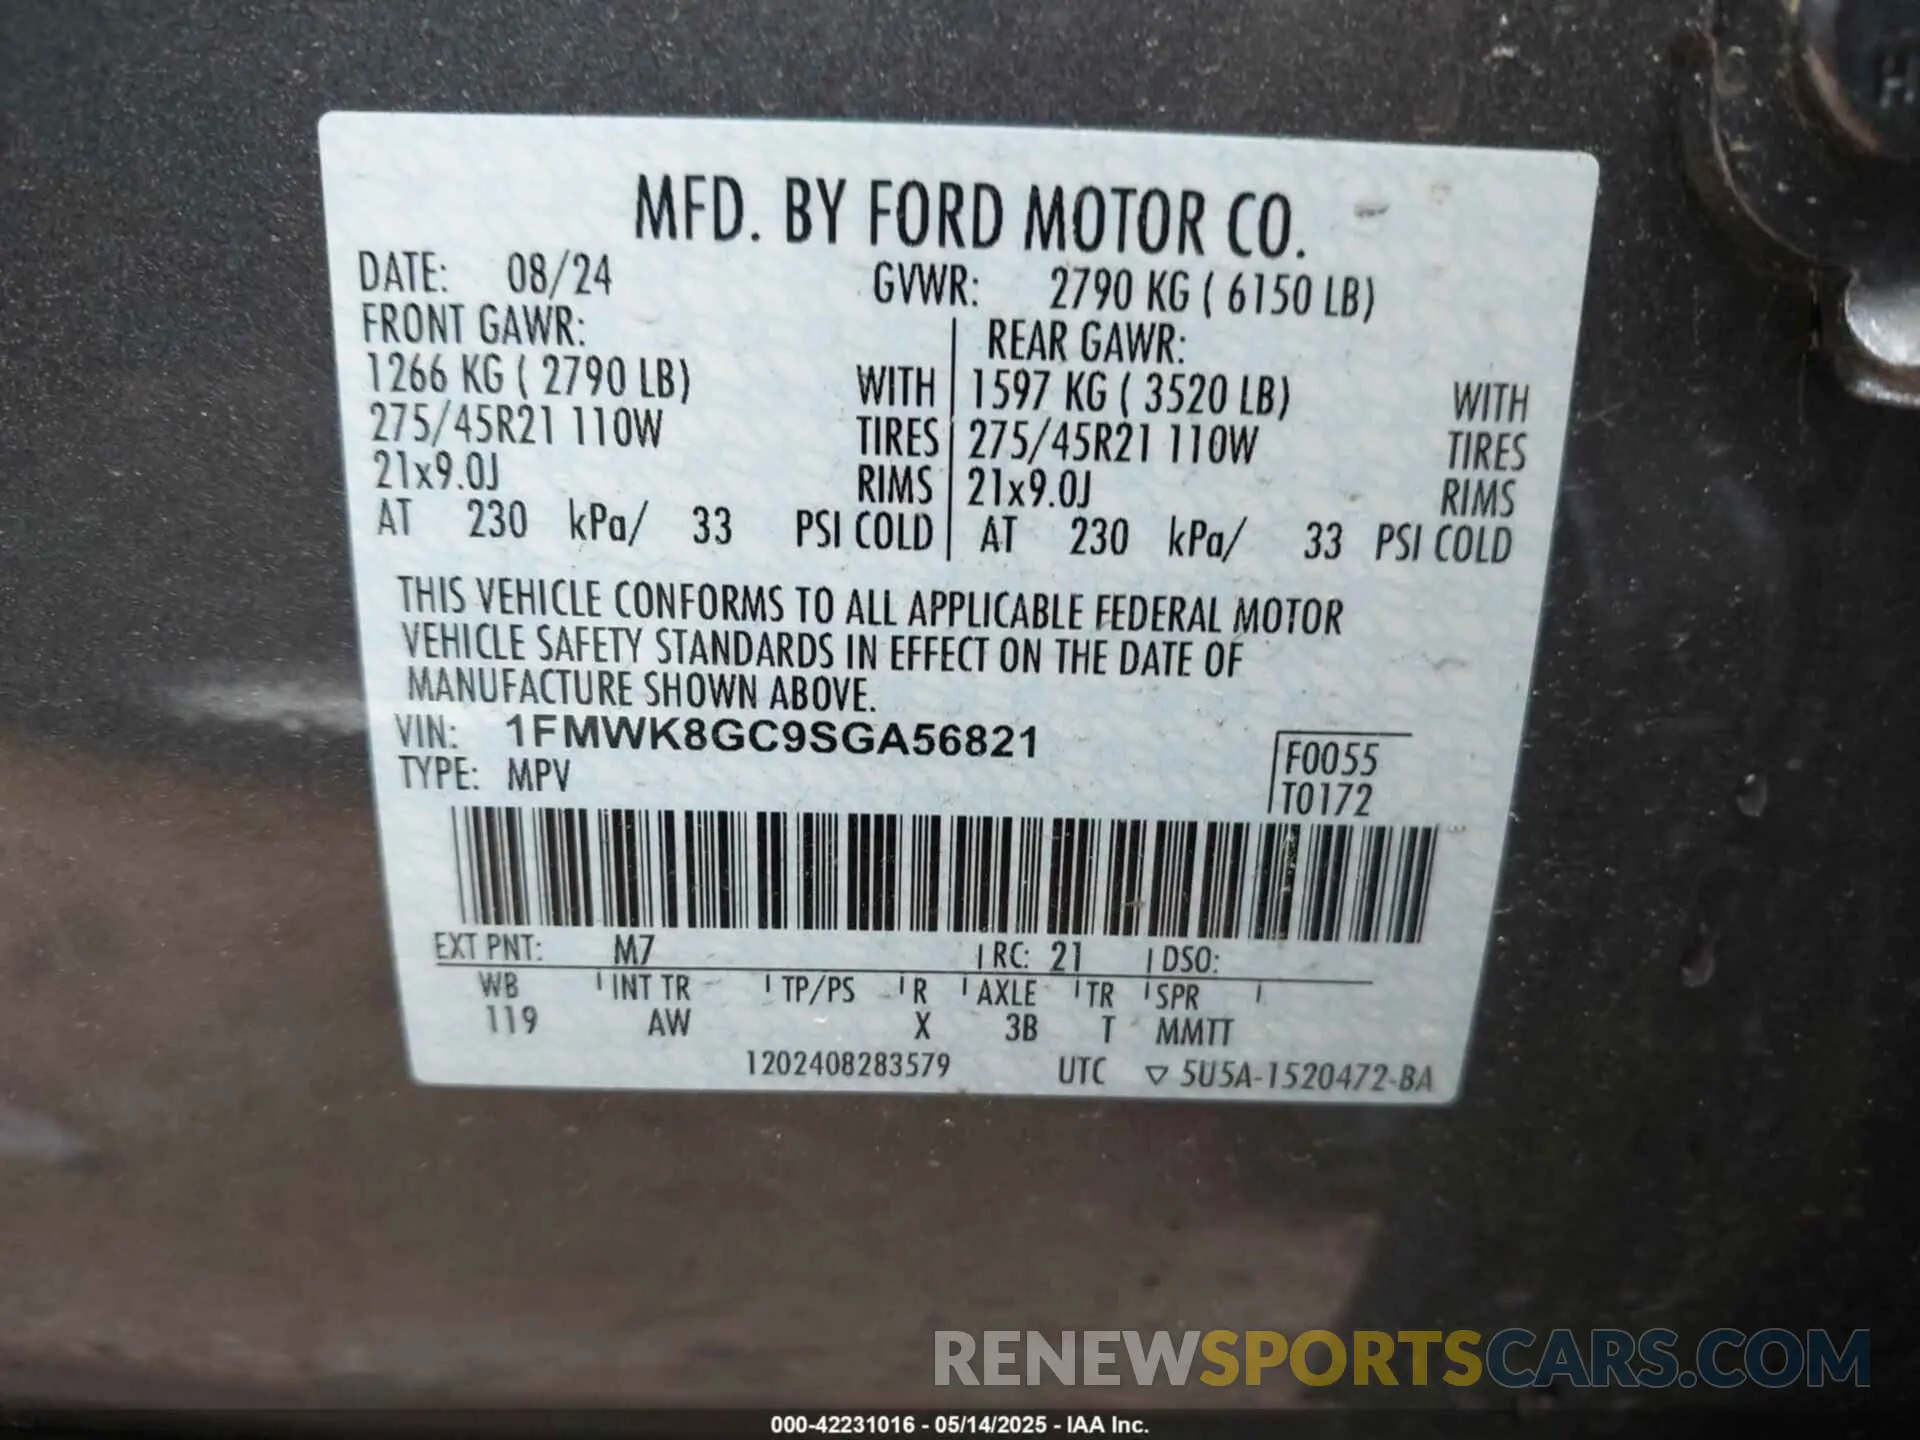 MFD. BY FORD MOTOR CO.
DATE: 08/24 GVWR: 2790 KG ( 6150 LB)
FRONT GAWR: REAR GAWR:
1266 KG ( 2790 LB) WITH 1597 KG ( 3520 LB) WITH
275/45R21 110W TIRES 275/45R21 110W TIRES
21x9.0J RIMS 21x9.0J RIMS
AT 230 kPa/ 33 PSI COLD AT 230 kPa/ 33 PSI COLD
THIS VEHICLE CONFORMS TO ALL APPLICABLE FEDERAL MOTOR
VEHICLE SAFETY STANDARDS IN EFFECT ON THE DATE OF
MANUFACTURE SHOWN ABOVE.
VIN: 1FMWK8GC9SGA56821
TYPE: MPV
F0055
T0172
EXT PNT: M7 RC: 21 DSO:
WB INT TR TP/PS R AXLE TR SPR
119 AW X 3B T MMTT
1202408283579 UTC ▽ 5U5A-1520472-BA
RENEWSPORTSCARS.COM
000-42231016 - 05/14/2025 - IAA Inc.